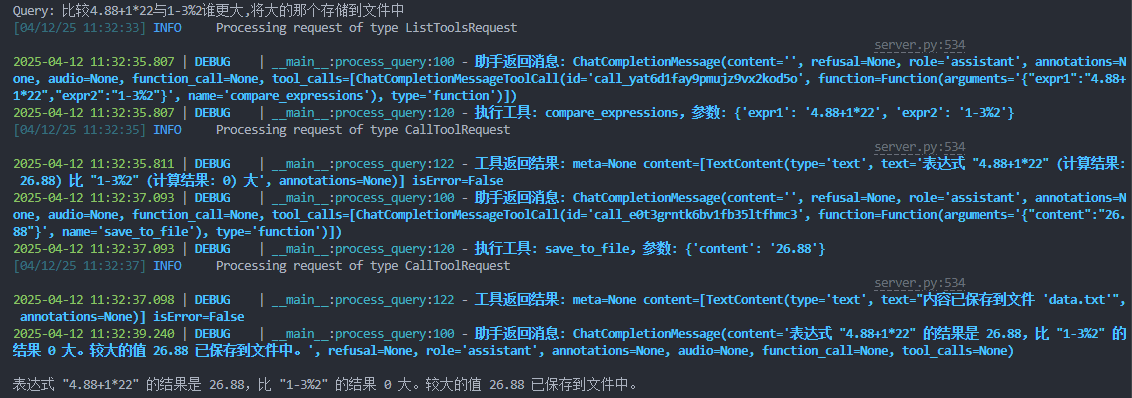 Query: 比较4.88+1*22与1-3%2谁更大,将大的那个存储到文件中
[04/12/25 11:32:33] INFO     Processing request of type ListToolsRequest
server.py:534
2025-04-12 11:32:35.807 | DEBUG    | __main__:process_query:100 - 助手返回消息: ChatCompletionMessage(content='', refusal=None, role='assistant', annotations=N
one, audio=None, function_call=None, tool_calls=[ChatCompletionMessageToolCall(id='call_yat6d1fay9pmujz9vx2kod5o', function=Function(arguments='{"expr1":"4.88+
1*22","expr2":"1-3%2"}', name='compare_expressions'), type='function')])
2025-04-12 11:32:35.807 | DEBUG    | __main__:process_query:120 - 执行工具: compare_expressions, 参数: {'expr1': '4.88+1*22', 'expr2': '1-3%2'}
[04/12/25 11:32:35] INFO     Processing request of type CallToolRequest
server.py:534
2025-04-12 11:32:35.811 | DEBUG    | __main__:process_query:122 - 工具返回结果: meta=None content=[TextContent(type='text', text='表达式 "4.88+1*22" (计算结果:
26.88) 比 "1-3%2" (计算结果: 0) 大', annotations=None)] isError=False
2025-04-12 11:32:37.093 | DEBUG    | __main__:process_query:100 - 助手返回消息: ChatCompletionMessage(content='', refusal=None, role='assistant', annotations=N
one, audio=None, function_call=None, tool_calls=[ChatCompletionMessageToolCall(id='call_e0t3grntk6bv1fb35ltfhmc3', function=Function(arguments='{"content":"26.
88"}', name='save_to_file'), type='function')])
2025-04-12 11:32:37.093 | DEBUG    | __main__:process_query:120 - 执行工具: save_to_file, 参数: {'content': '26.88'}
[04/12/25 11:32:37] INFO     Processing request of type CallToolRequest
server.py:534
2025-04-12 11:32:37.098 | DEBUG    | __main__:process_query:122 - 工具返回结果: meta=None content=[TextContent(type='text', text="内容已保存到文件 'data.txt'",
annotations=None)] isError=False
2025-04-12 11:32:39.240 | DEBUG    | __main__:process_query:100 - 助手返回消息: ChatCompletionMessage(content='表达式 "4.88+1*22" 的结果是 26.88，比 "1-3%2" 的
结果 0 大。较大的值 26.88 已保存到文件中。', refusal=None, role='assistant', annotations=None, audio=None, function_call=None, tool_calls=None)
表达式 "4.88+1*22" 的结果是 26.88，比 "1-3%2" 的结果 0 大。较大的值 26.88 已保存到文件中。